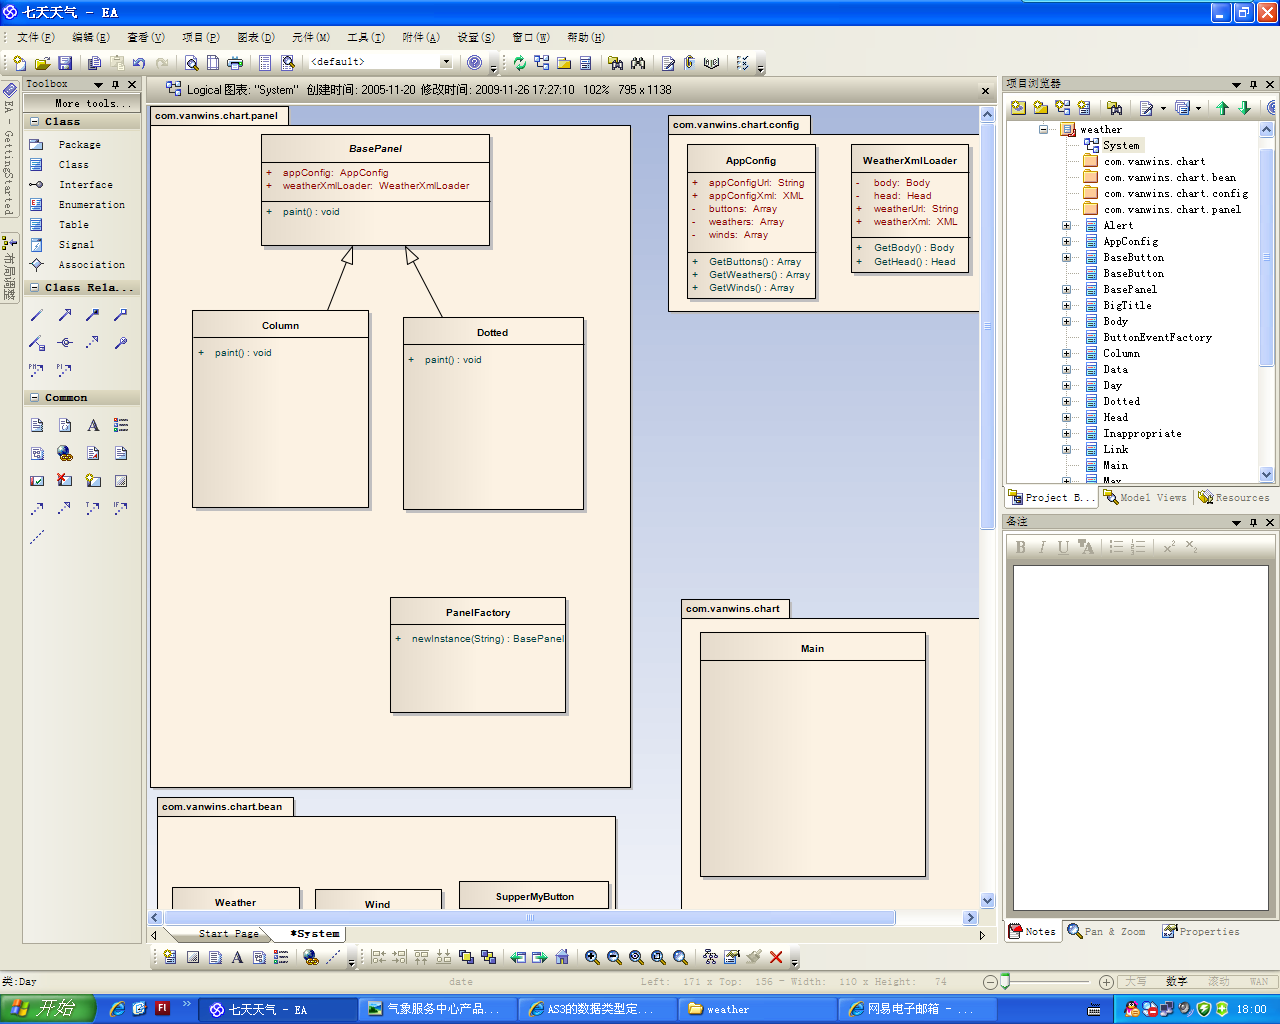 七天天气 - EA
文件(F) 编辑(E) 查看(V) 项目(P) 图表(D) 元件(M) 工具(T) 附件(A) 设置(S) 窗口(W) 帮助(H)
<default>
Toolbox
More tools...
Class
Package
Class
Interface
Enumeration
Table
Signal
Association
Class Rela...
Common
EA - GettingStarted
布局调整
Logical 图表: "System" 创建时间: 2005-11-20 修改时间: 2009-11-26 17:27:10 102% 795 x 1138
com.vanwins.chart.panel
BasePanel
+ appConfig: AppConfig
+ weatherXmlLoader: WeatherXmlLoader
+ paint() : void
Column
+ paint() : void
Dotted
+ paint() : void
PanelFactory
+ newInstance(String) : BasePanel
com.vanwins.chart.config
AppConfig
+ appConfigUrl: String
+ appConfigXml: XML
- buttons: Array
- weathers: Array
- winds: Array
+ GetButtons() : Array
+ GetWeathers() : Array
+ GetWinds() : Array
WeatherXmlLoader
- body: Body
- head: Head
+ weatherUrl: String
+ weatherXml: XML
+ GetBody() : Body
+ GetHead() : Head
com.vanwins.chart
Main
com.vanwins.chart.bean
Weather
Wind
SupperMyButton
Start Page *System
项目浏览器
weather
System
com.vanwins.chart
com.vanwins.chart.bean
com.vanwins.chart.config
com.vanwins.chart.panel
Alert
AppConfig
BaseButton
BaseButton
BasePanel
BigTitle
Body
ButtonEventFactory
Column
Data
Day
Dotted
Head
Inappropriate
Link
Main
Max
Project B... Model Views Resources
备注
B I U A x² x₂
Notes Pan & Zoom Properties
类:Day date Left: 171 x Top: 156 - Width: 110 x Height: 74 大写 数字 滚动 WAN
开始 七天天气 - EA 气象服务中心产品... AS3的数据类型定... weather 网易电子邮箱 - ... 18:00